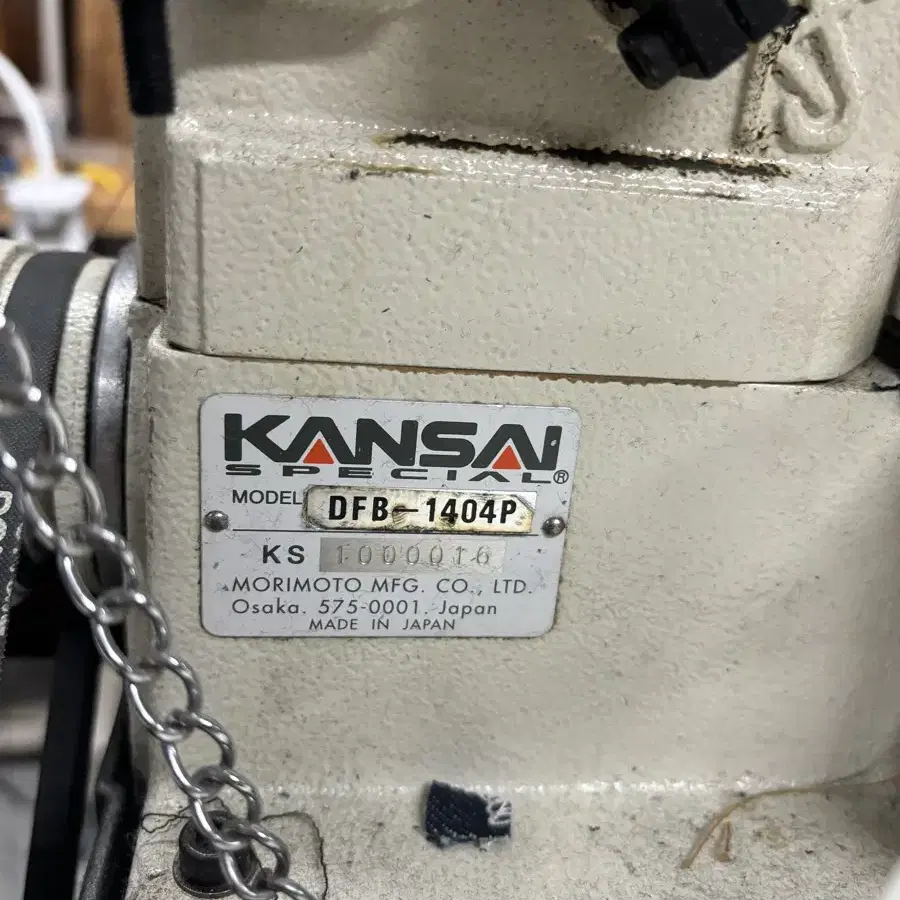 KANSAI
SPECIAL®
MODEL DFB-1404P
KS 1000016
MORIMOTO MFG. CO., LTD.
Osaka. 575-0001. Japan
MADE IN JAPAN